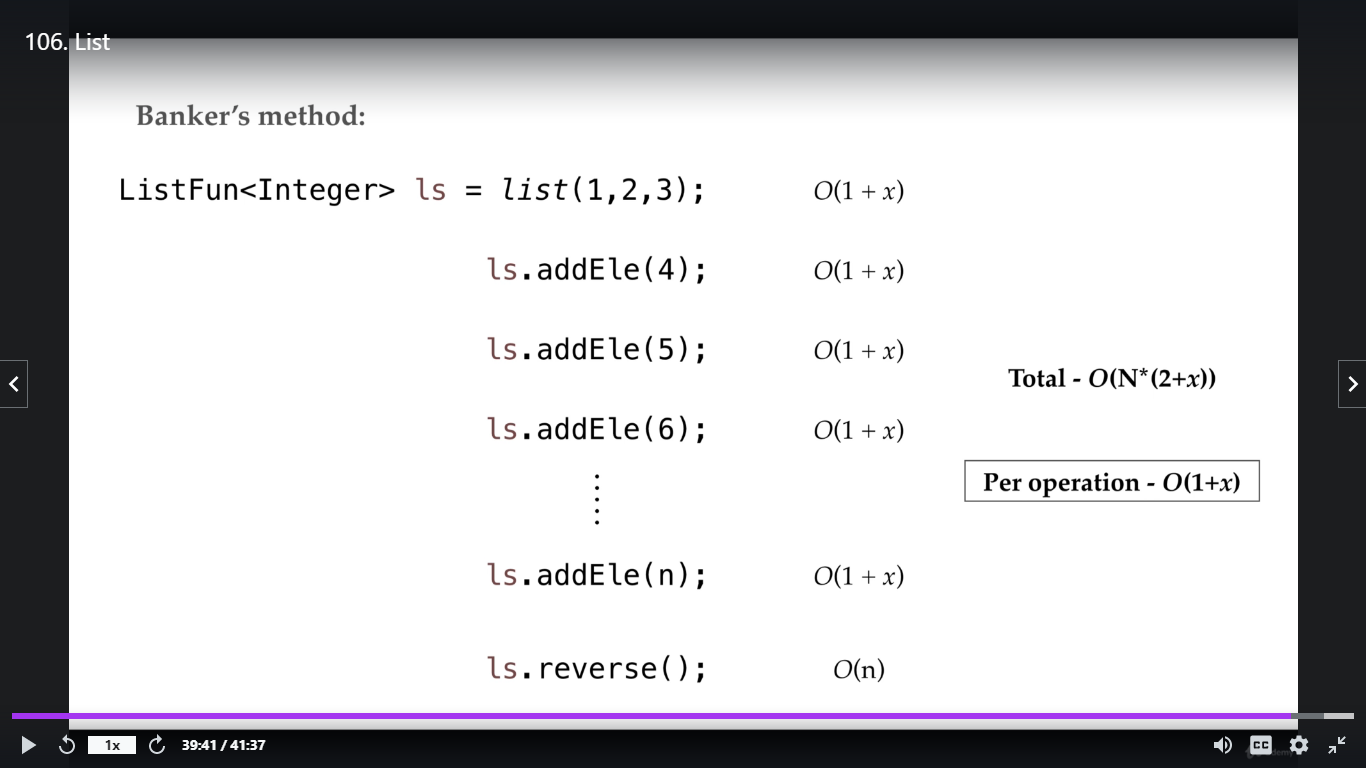 106. List
Banker's method:
ListFun<Integer> ls = list(1,2,3); O(1 + x)
ls.addEle(4); O(1 + x)
ls.addEle(5); O(1 + x)
Total - O(N*(2+x))
ls.addEle(6); O(1 + x)
Per operation - O(1+x)
ls.addEle(n); O(1 + x)
ls.reverse(); O(n)
1x 39:41 / 41:37 CC